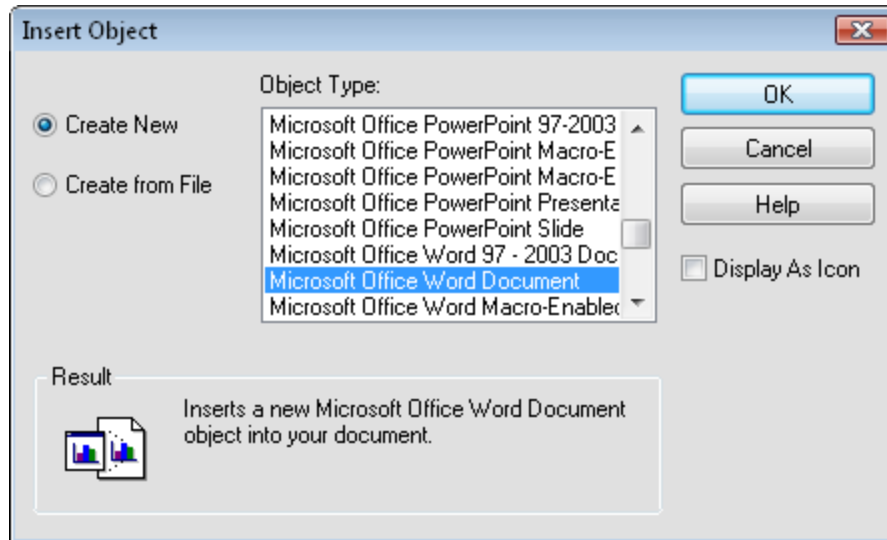 Insert Object
Object Type:
Create New
Create from File
Microsoft Office PowerPoint 97-2003
Microsoft Office PowerPoint Macro-E
Microsoft Office PowerPoint Macro-E
Microsoft Office PowerPoint Presenta
Microsoft Office PowerPoint Slide
Microsoft Office Word 97 - 2003 Doc
Microsoft Office Word Document
Microsoft Office Word Macro-Enabled
OK
Cancel
Help
Display As Icon
Result
Inserts a new Microsoft Office Word Document
object into your document.